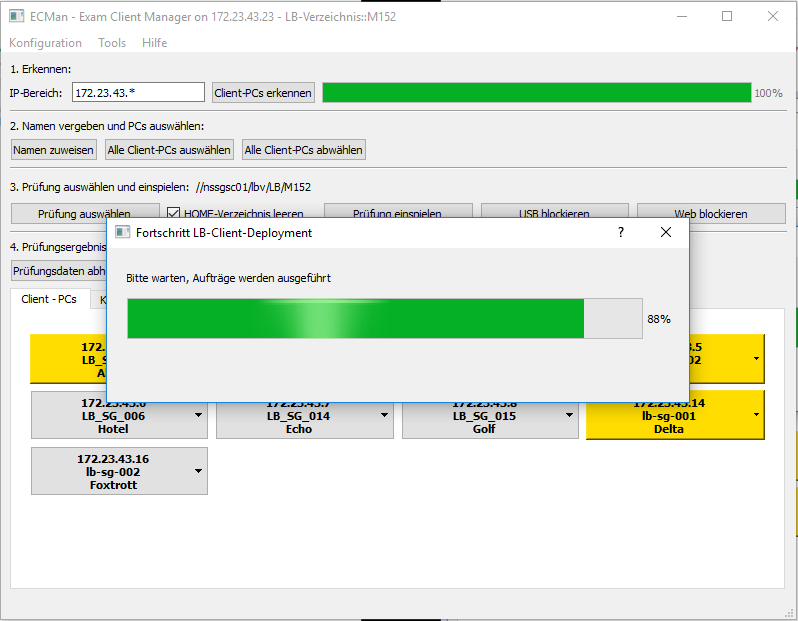 ECMan - Exam Client Manager on 172.23.43.23 - LB-Verzeichnis::M152
Konfiguration Tools Hilfe
1. Erkennen:
IP-Bereich: 172.23.43.* Client-PCs erkennen 100%
2. Namen vergeben und PCs auswählen:
Namen zuweisen Alle Client-PCs auswählen Alle Client-PCs abwählen
3. Prüfung auswählen und einspielen: //nssgsc01/lbv/LB/M152
Prüfung auswählen HOME-Verzeichnis leeren Prüfung einspielen USB blockieren Web blockieren
Fortschritt LB-Client-Deployment ?
4. Prüfungsergebnis
Prüfungsdaten abh
Bitte warten, Aufträge werden ausgeführt
Client - PCs K
88%
172. 3.5
LB_S 02
A
172.23.43.6 172.23.43.7 172.23.43.8 172.23.43.14
LB_SG_006 LB_SG_014 LB_SG_015 lb-sg-001
Hotel Echo Golf Delta
172.23.43.16
lb-sg-002
Foxtrott